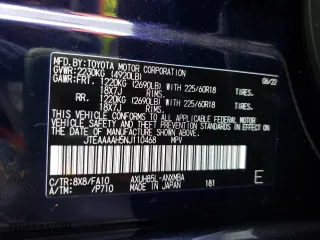 MFD.BY:TOYOTA MOTOR CORPORATION 08/22
GVWR:2230KG (4920LB)
GAWR:FRT. 1220KG (2690LB) WITH 225/60R18 TIRES,
18X7J RIMS.
RR. 1220KG (2690LB) WITH 225/60R18 TIRES,
18X7J RIMS.
THIS VEHICLE CONFORMS TO ALL APPLICABLE FEDERAL MOTOR
VEHICLE SAFETY AND THEFT PREVENTION STANDARDS IN EFFECT ON
THE DATE OF MANUFACTURE SHOWN ABOVE.
JTEAAAAH5NJ110468 MPV
C/TR:8X8/FA10 AXUH85L-ANXMBA
A/TM: /P710 MADE IN JAPAN 181 E